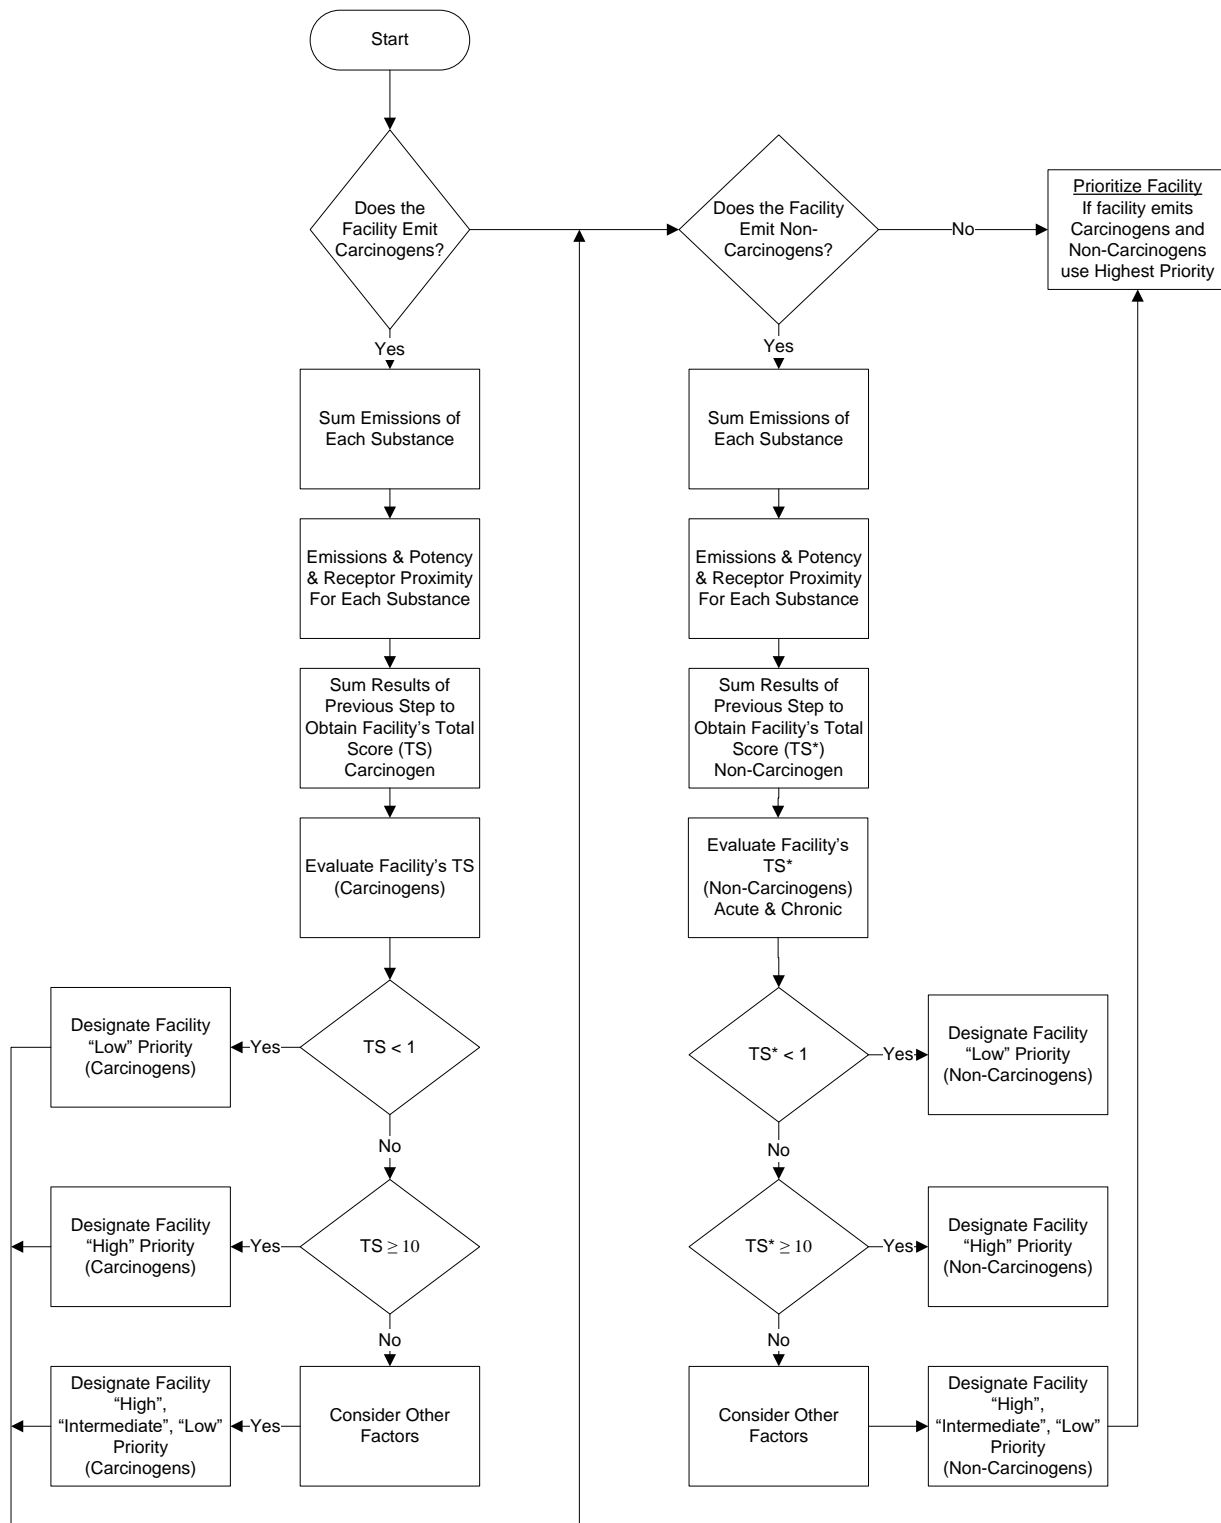 Start
Does the
Facility Emit
Carcinogens?
Does the Facility
Emit Non-
Carcinogens?
No
Prioritize Facility
If facility emits
Carcinogens and
Non-Carcinogens
use Highest Priority
Yes
Yes
Sum Emissions of
Each Substance
Sum Emissions of
Each Substance
Emissions & Potency
& Receptor Proximity
For Each Substance
Emissions & Potency
& Receptor Proximity
For Each Substance
Sum Results of
Previous Step to
Obtain Facility's Total
Score (TS)
Carcinogen
Sum Results of
Previous Step to
Obtain Facility's Total
Score (TS*)
Non-Carcinogen
Evaluate Facility's TS
(Carcinogens)
Evaluate Facility's
TS*
(Non-Carcinogens)
Acute & Chronic
Designate Facility
“Low” Priority
(Carcinogens)
Yes
TS < 1
TS* < 1
Yes
Designate Facility
“Low” Priority
(Non-Carcinogens)
No
No
Designate Facility
“High” Priority
(Carcinogens)
Yes
TS ≥ 10
TS* ≥ 10
Yes
Designate Facility
“High” Priority
(Non-Carcinogens)
No
No
Designate Facility
“High”,
“Intermediate”, “Low”
Priority
(Carcinogens)
Yes
Consider Other
Factors
Consider Other
Factors
Designate Facility
“High”,
“Intermediate”, “Low”
Priority
(Non-Carcinogens)